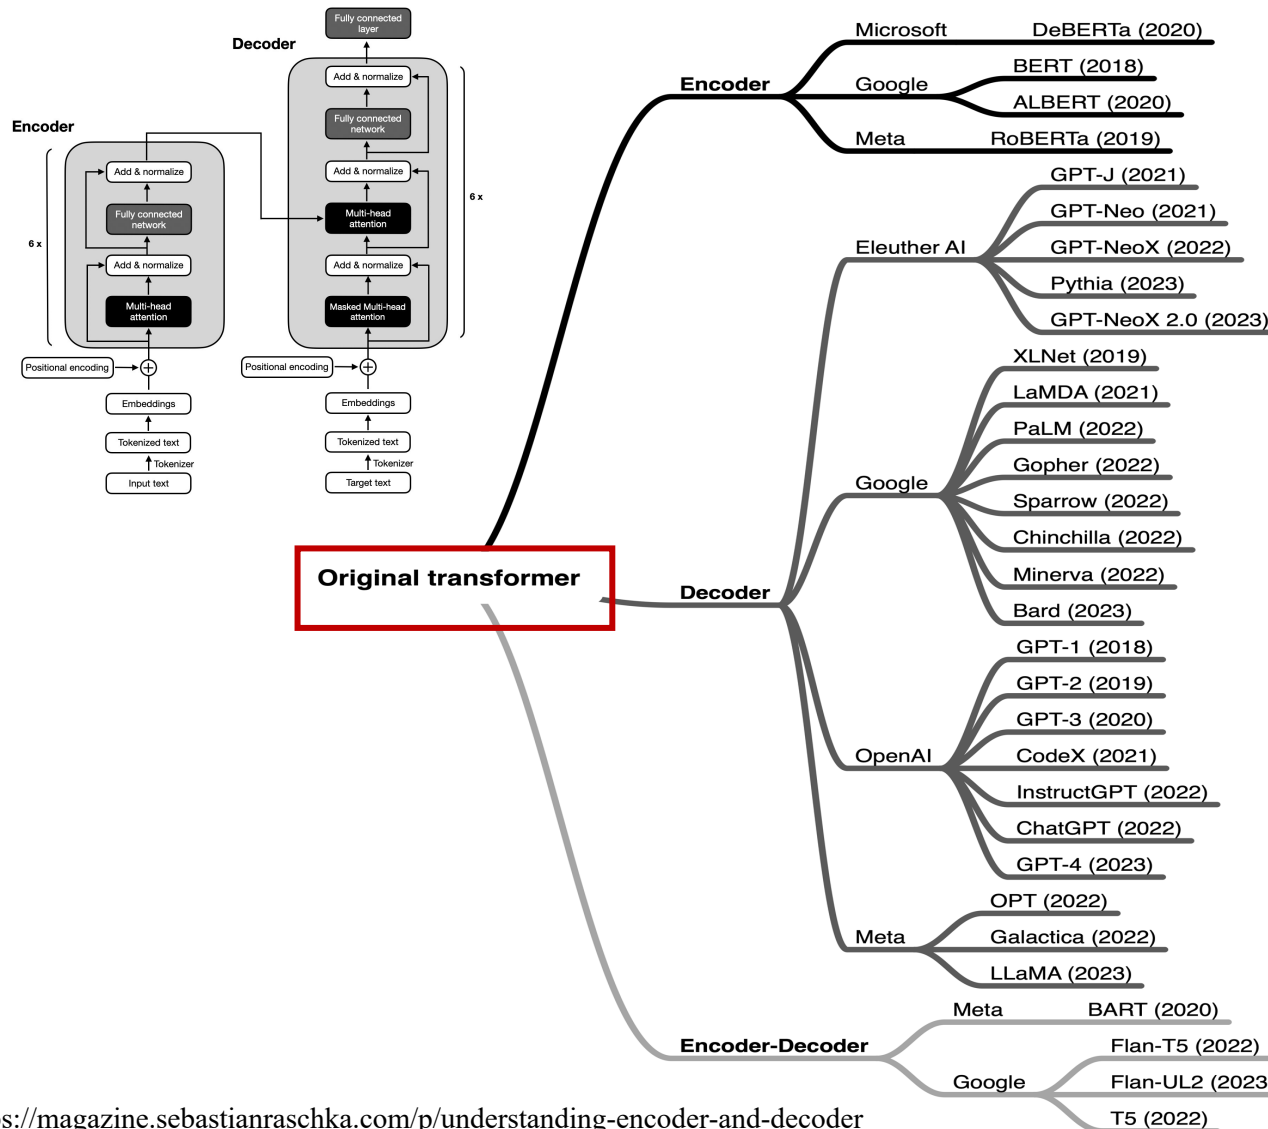 Encoder
6 x
Add & normalize
Fully connected
network
Add & normalize
Multi-head
attention
Positional encoding
Embeddings
Tokenized text
Tokenizer
Input text
Decoder
Fully connected
layer
6 x
Add & normalize
Fully connected
network
Add & normalize
Multi-head
attention
Add & normalize
Masked Multi-head
attention
Positional encoding
Embeddings
Tokenized text
Tokenizer
Target text
Original transformer
Encoder
Microsoft
DeBERTa (2020)
Google
BERT (2018)
ALBERT (2020)
Meta
RoBERTa (2019)
Decoder
Eleuther AI
GPT-J (2021)
GPT-Neo (2021)
GPT-NeoX (2022)
Pythia (2023)
GPT-NeoX 2.0 (2023)
Google
XLNet (2019)
LaMDA (2021)
PaLM (2022)
Gopher (2022)
Sparrow (2022)
Chinchilla (2022)
Minerva (2022)
Bard (2023)
OpenAI
GPT-1 (2018)
GPT-2 (2019)
GPT-3 (2020)
CodeX (2021)
InstructGPT (2022)
ChatGPT (2022)
GPT-4 (2023)
Meta
OPT (2022)
Galactica (2022)
LLaMA (2023)
Encoder-Decoder
Meta
BART (2020)
Google
Flan-T5 (2022)
Flan-UL2 (2023
T5 (2022)
ps://magazine.sebastianraschka.com/p/understanding-encoder-and-decoder